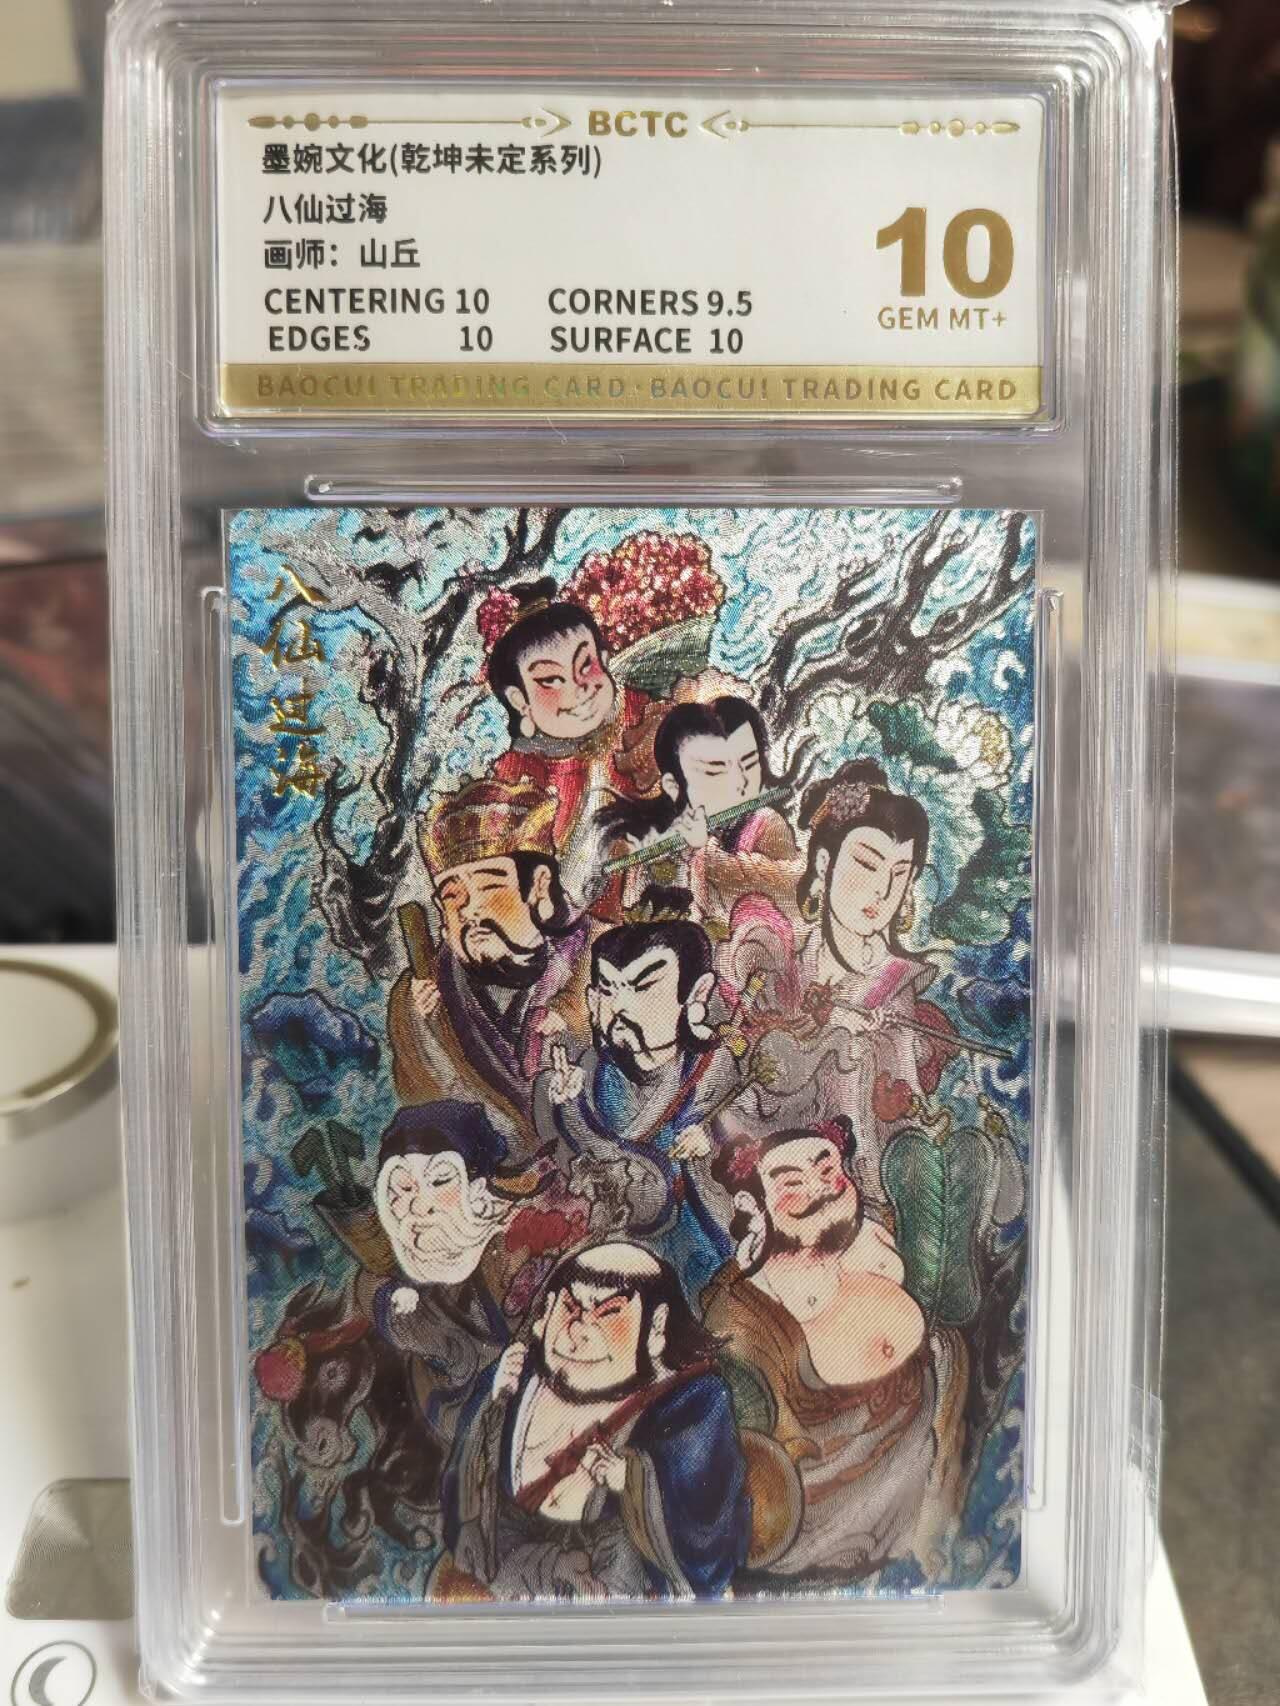 BCTC
墨婉文化(乾坤未定系列)
八仙过海
画师：山丘
CENTERING 10 CORNERS 9.5
EDGES 10 SURFACE 10
10
GEM MT+
BAOCUI TRADING CARD·BAOCUI TRADING CARD
八仙过海